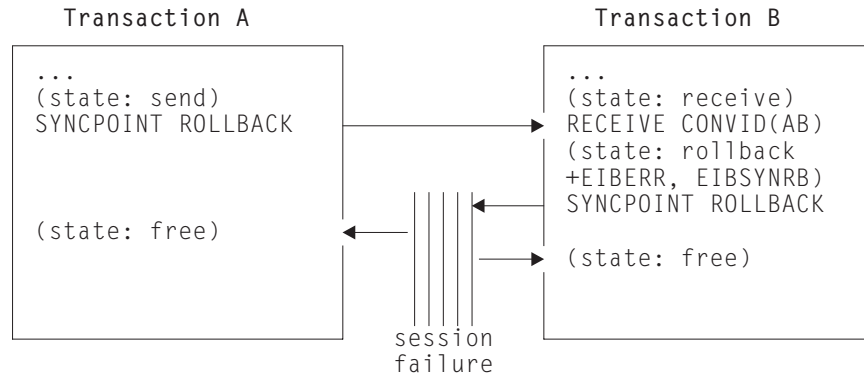 Transaction A
Transaction B
...
(state: send)
SYNCPOINT ROLLBACK
(state: free)
...
(state: receive)
RECEIVE CONVID(AB)
(state: rollback
+EIBERR, EIBSYNRB)
SYNCPOINT ROLLBACK
(state: free)
session
failure